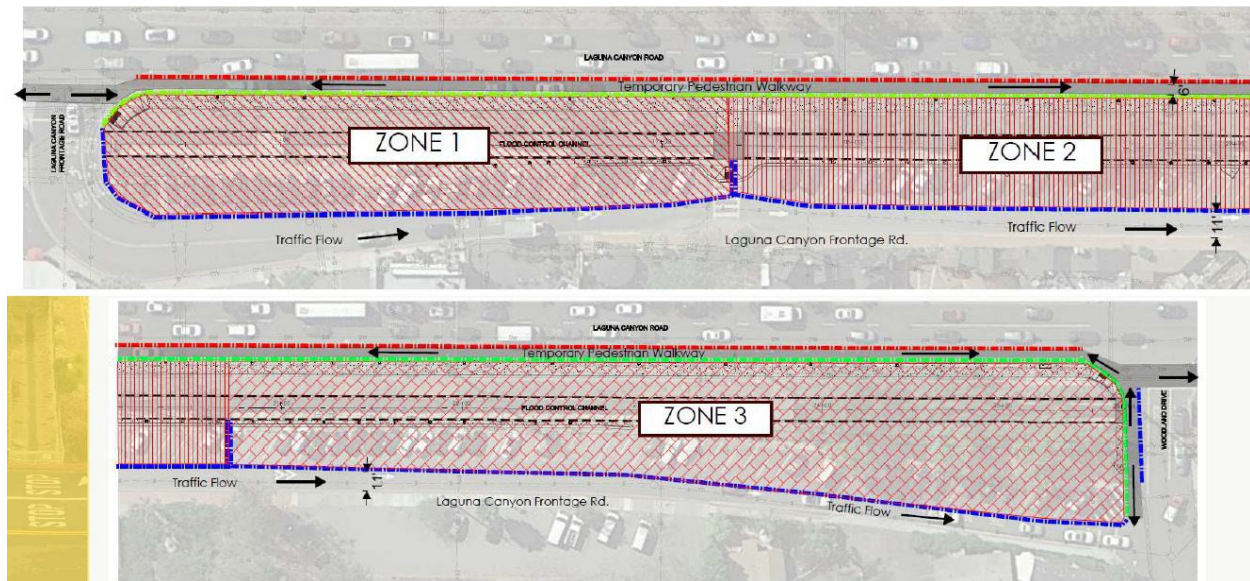 LAGUNA CANYON ROAD
Temporary Pedestrian Walkway
6'
LAGUNA CANYON
FRONTAGE ROAD
ZONE 1
FLOOD CONTROL CHANNEL
ZONE 2
Traffic Flow
Laguna Canyon Frontage Rd.
Traffic Flow
11'
LAGUNA CANYON ROAD
Temporary Pedestrian Walkway
FLOOD CONTROL CHANNEL
ZONE 3
WOODLAND DRIVE
Traffic Flow
11'
Laguna Canyon Frontage Rd.
Traffic Flow
STOP
STOP